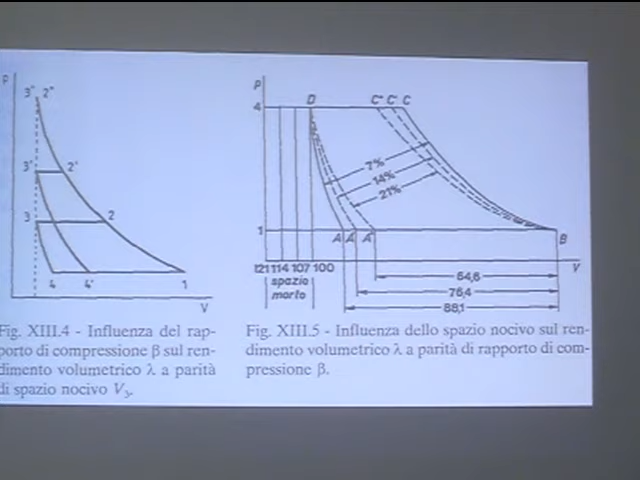 P
3" 2"
3' 2'
3 2
4 4' 1
V
Fig. XIII.4 - Influenza del rap-
porto di compressione β sul ren-
dimento volumetrico λ a parità
di spazio nocivo V₃.
P
4 D C" C' C
7%
14%
21%
1 A A' A" B
V
121 114 107 100
spazio
morto
64,6
76,4
88,1
Fig. XIII.5 - Influenza dello spazio nocivo sul ren-
dimento volumetrico λ a parità di rapporto di com-
pressione β.